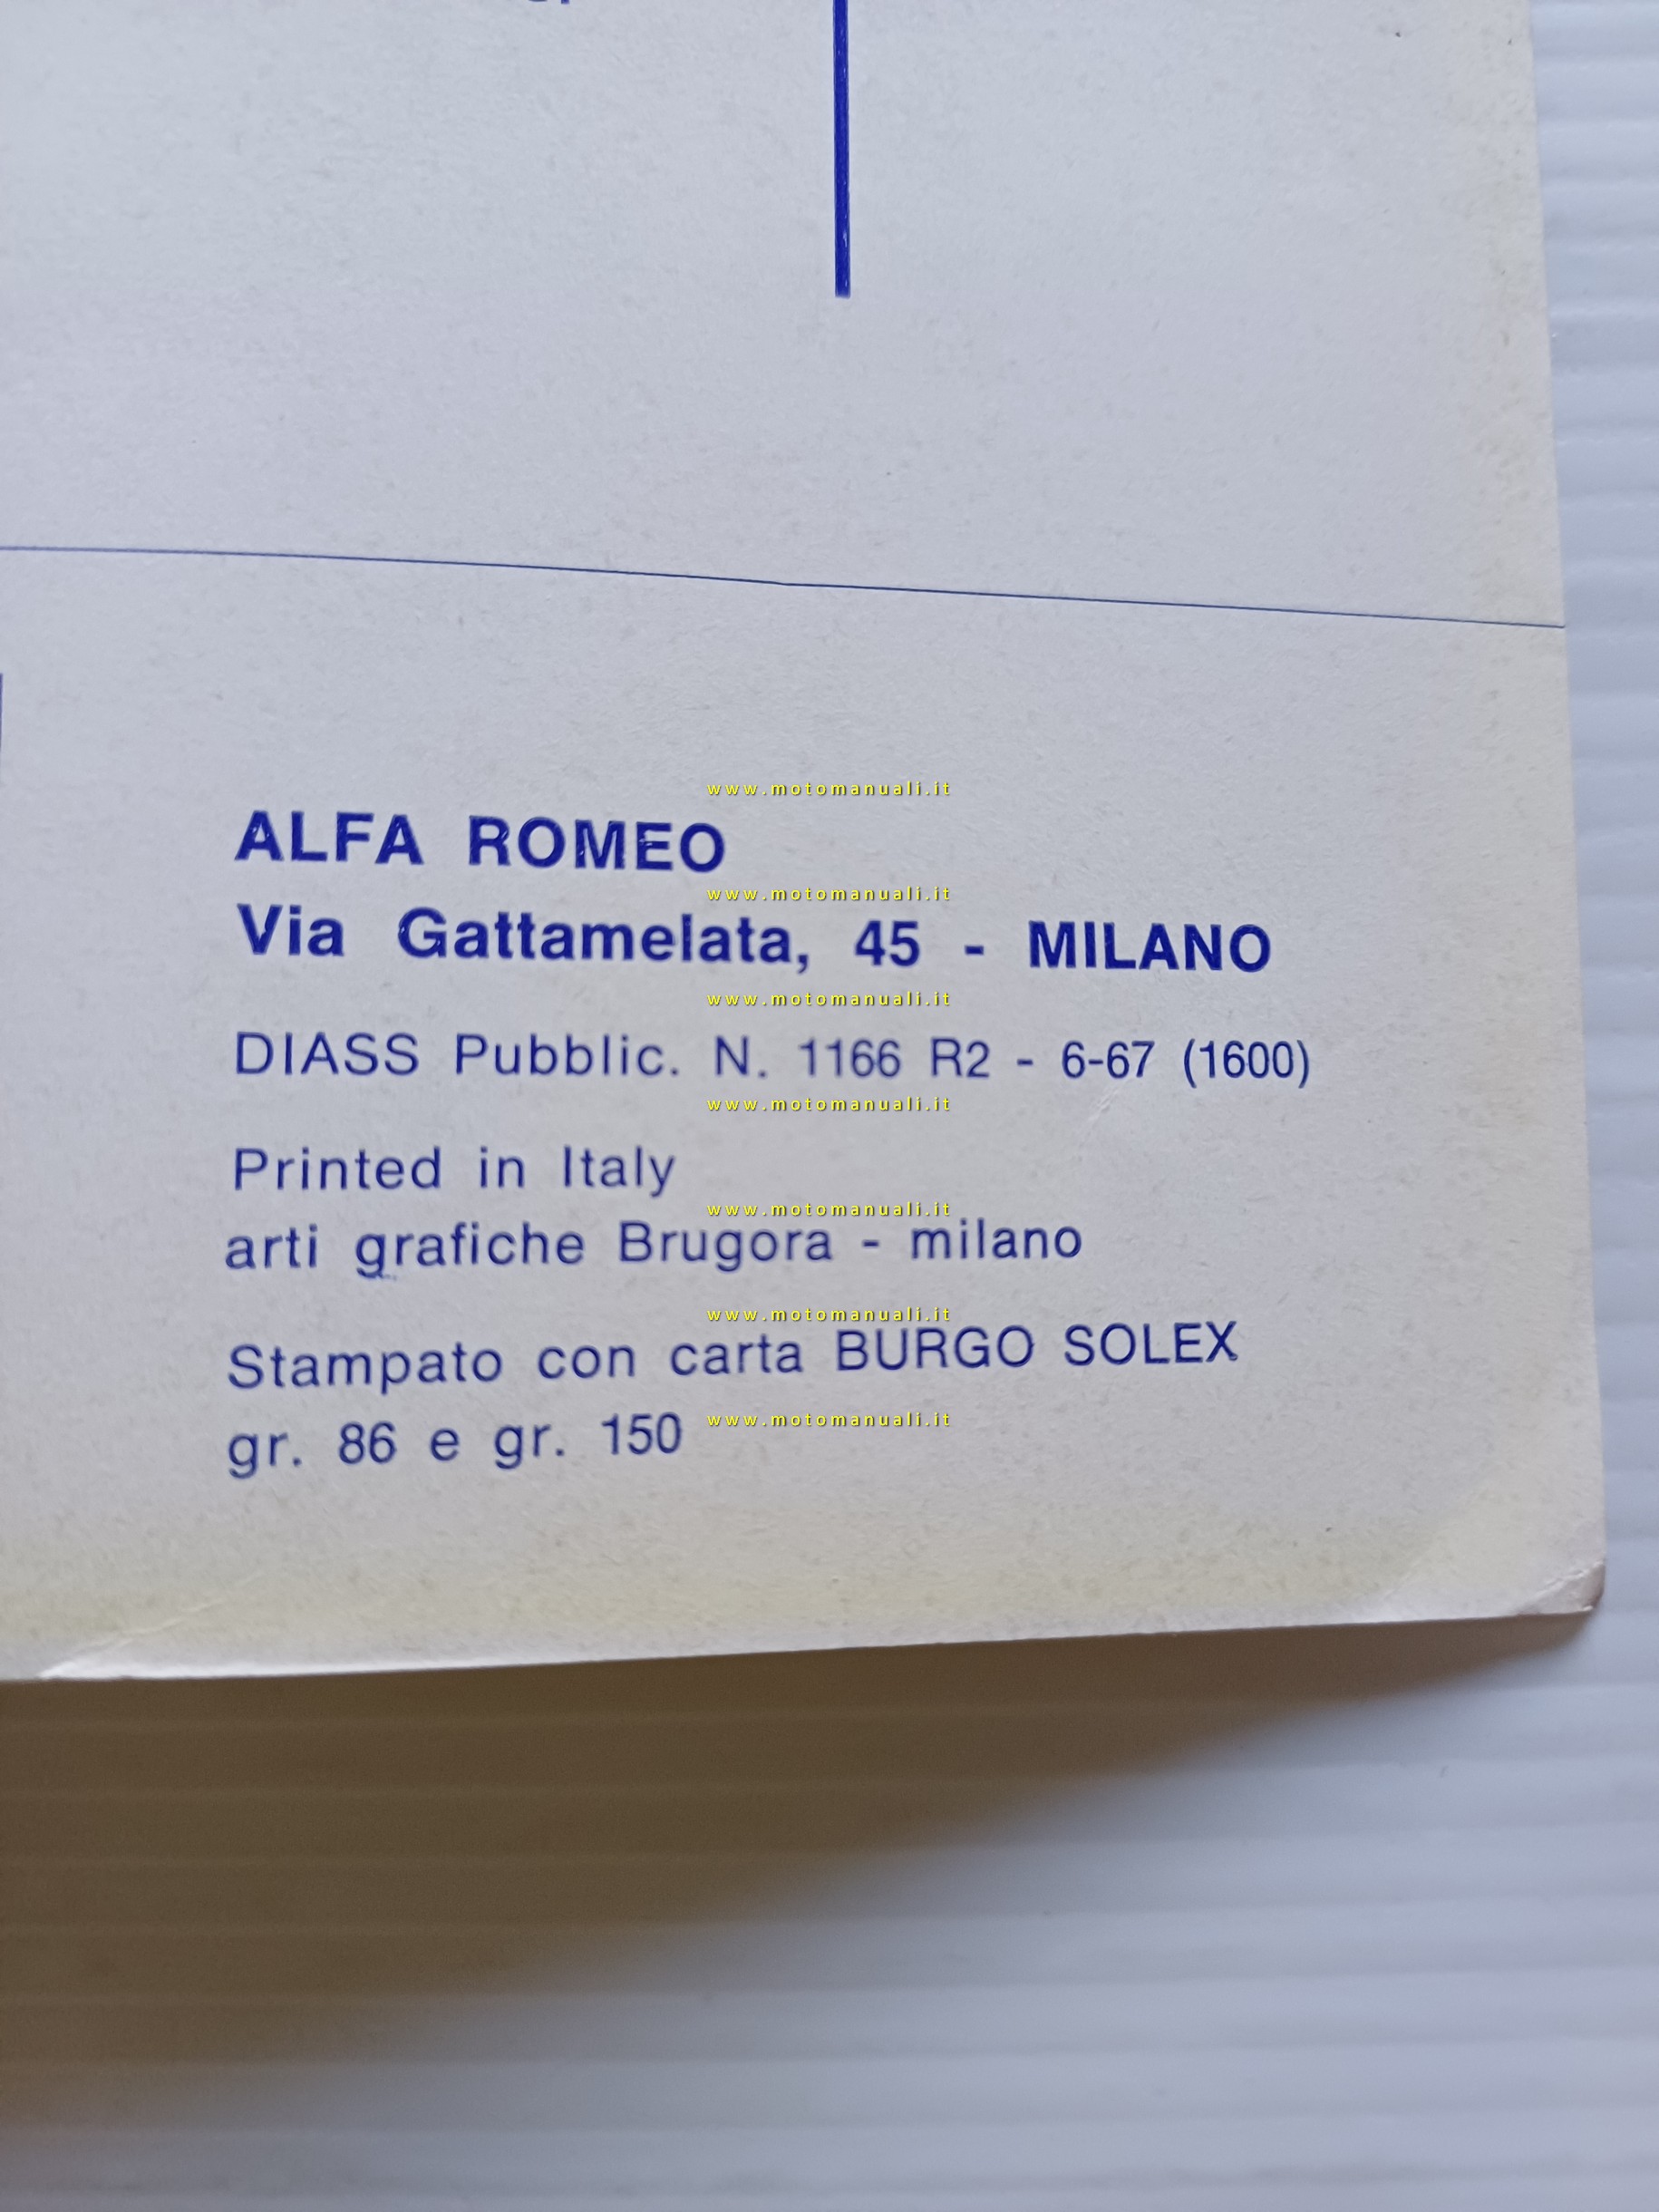 www.motomanuali.it
ALFA ROMEO
www.motomanuali.it
Via Gattamelata, 45 - MILANO
www.motomanuali.it
DIASS Pubblic. N. 1166 R2 - 6-67 (1600)
www.motomanuali.it
Printed in Italy
www.motomanuali.it
arti grafiche Brugora - milano
www.motomanuali.it
Stampato con carta BURGO SOLEX
www.motomanuali.it
gr. 86 e gr. 150